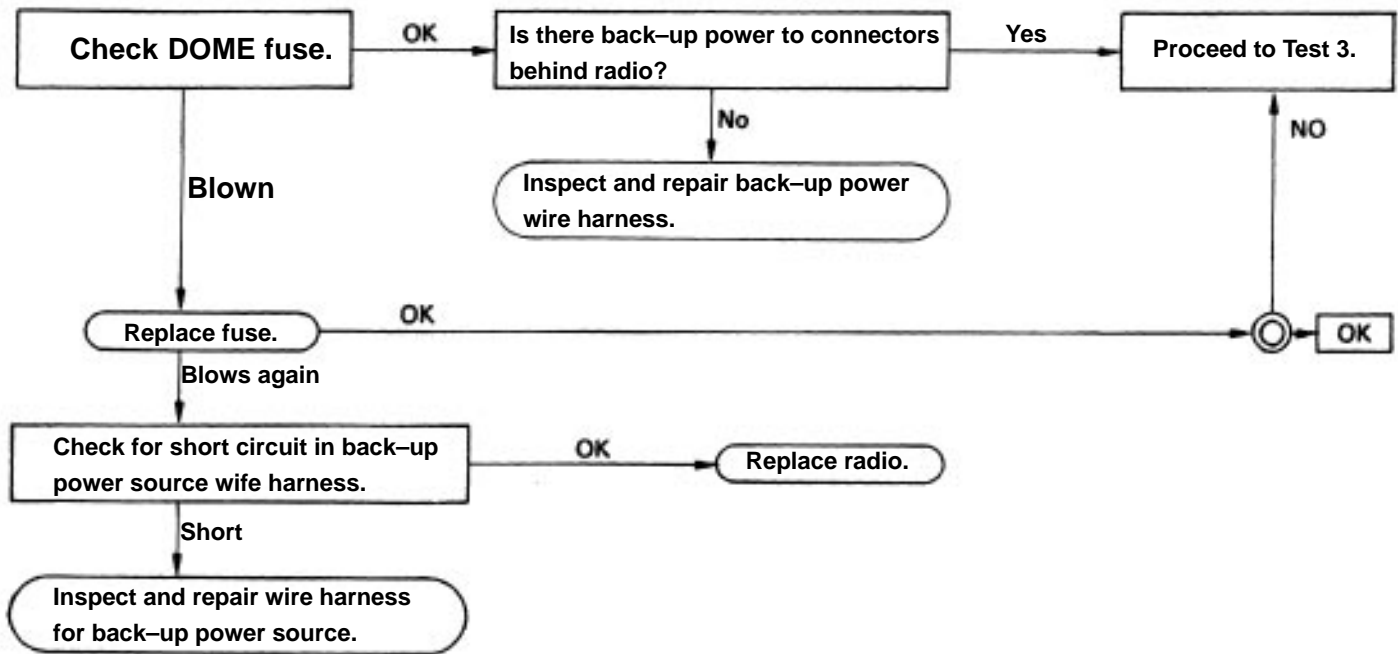 Check DOME fuse.
OK
Is there back–up power to connectors
behind radio?
Yes
Proceed to Test 3.
No
NO
Inspect and repair back–up power
wire harness.
Blown
Replace fuse.
OK
OK
Blows again
Check for short circuit in back–up
power source wife harness.
OK
Replace radio.
Short
Inspect and repair wire harness
for back–up power source.